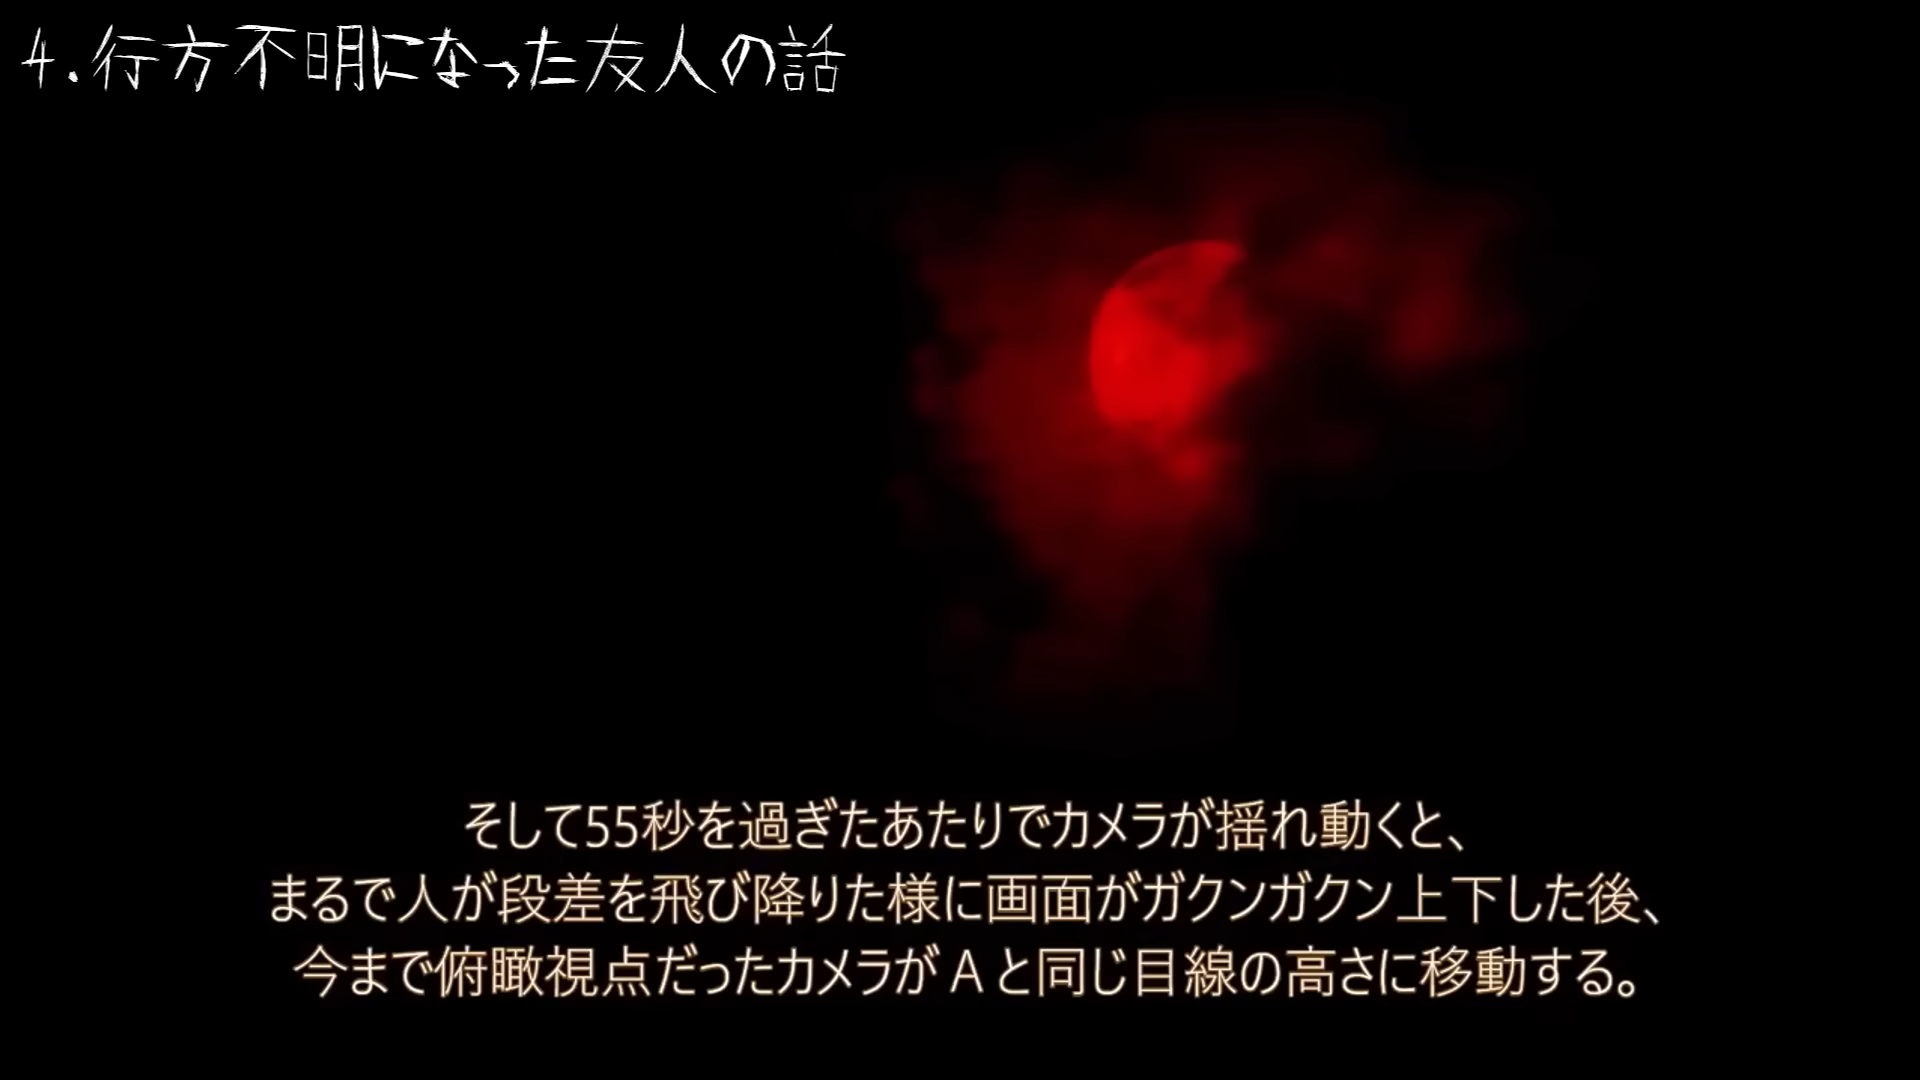 4.行方不明になった友人の話
そして55秒を過ぎたあたりでカメラが揺れ動くと、
まるで人が段差を飛び降りた様に画面がガクンガクン上下した後、
今まで俯瞰視点だったカメラがAと同じ目線の高さに移動する。